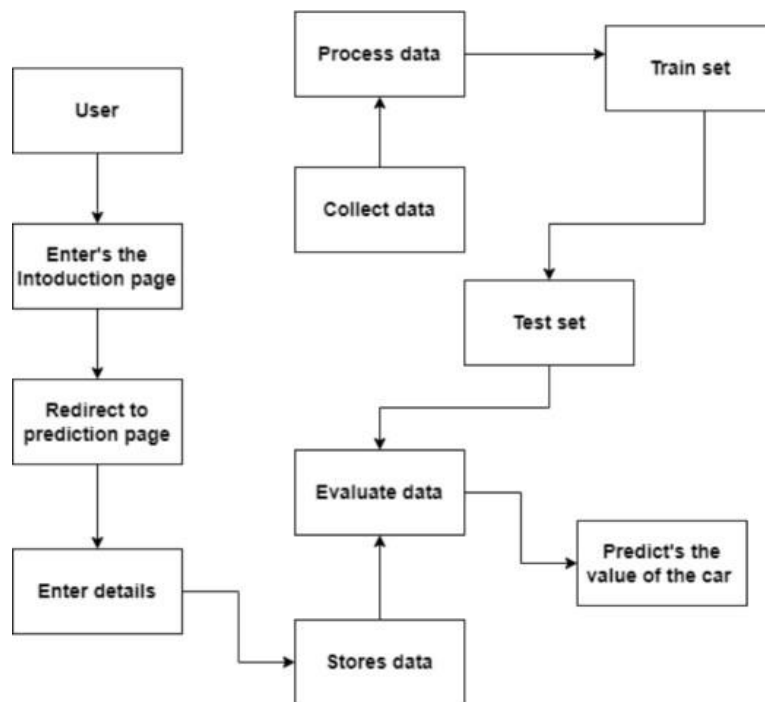 Process data
Train set
User
Collect data
Enter's the
Intoduction page
Test set
Redirect to
prediction page
Evaluate data
Predict's the
value of the car
Enter details
Stores data